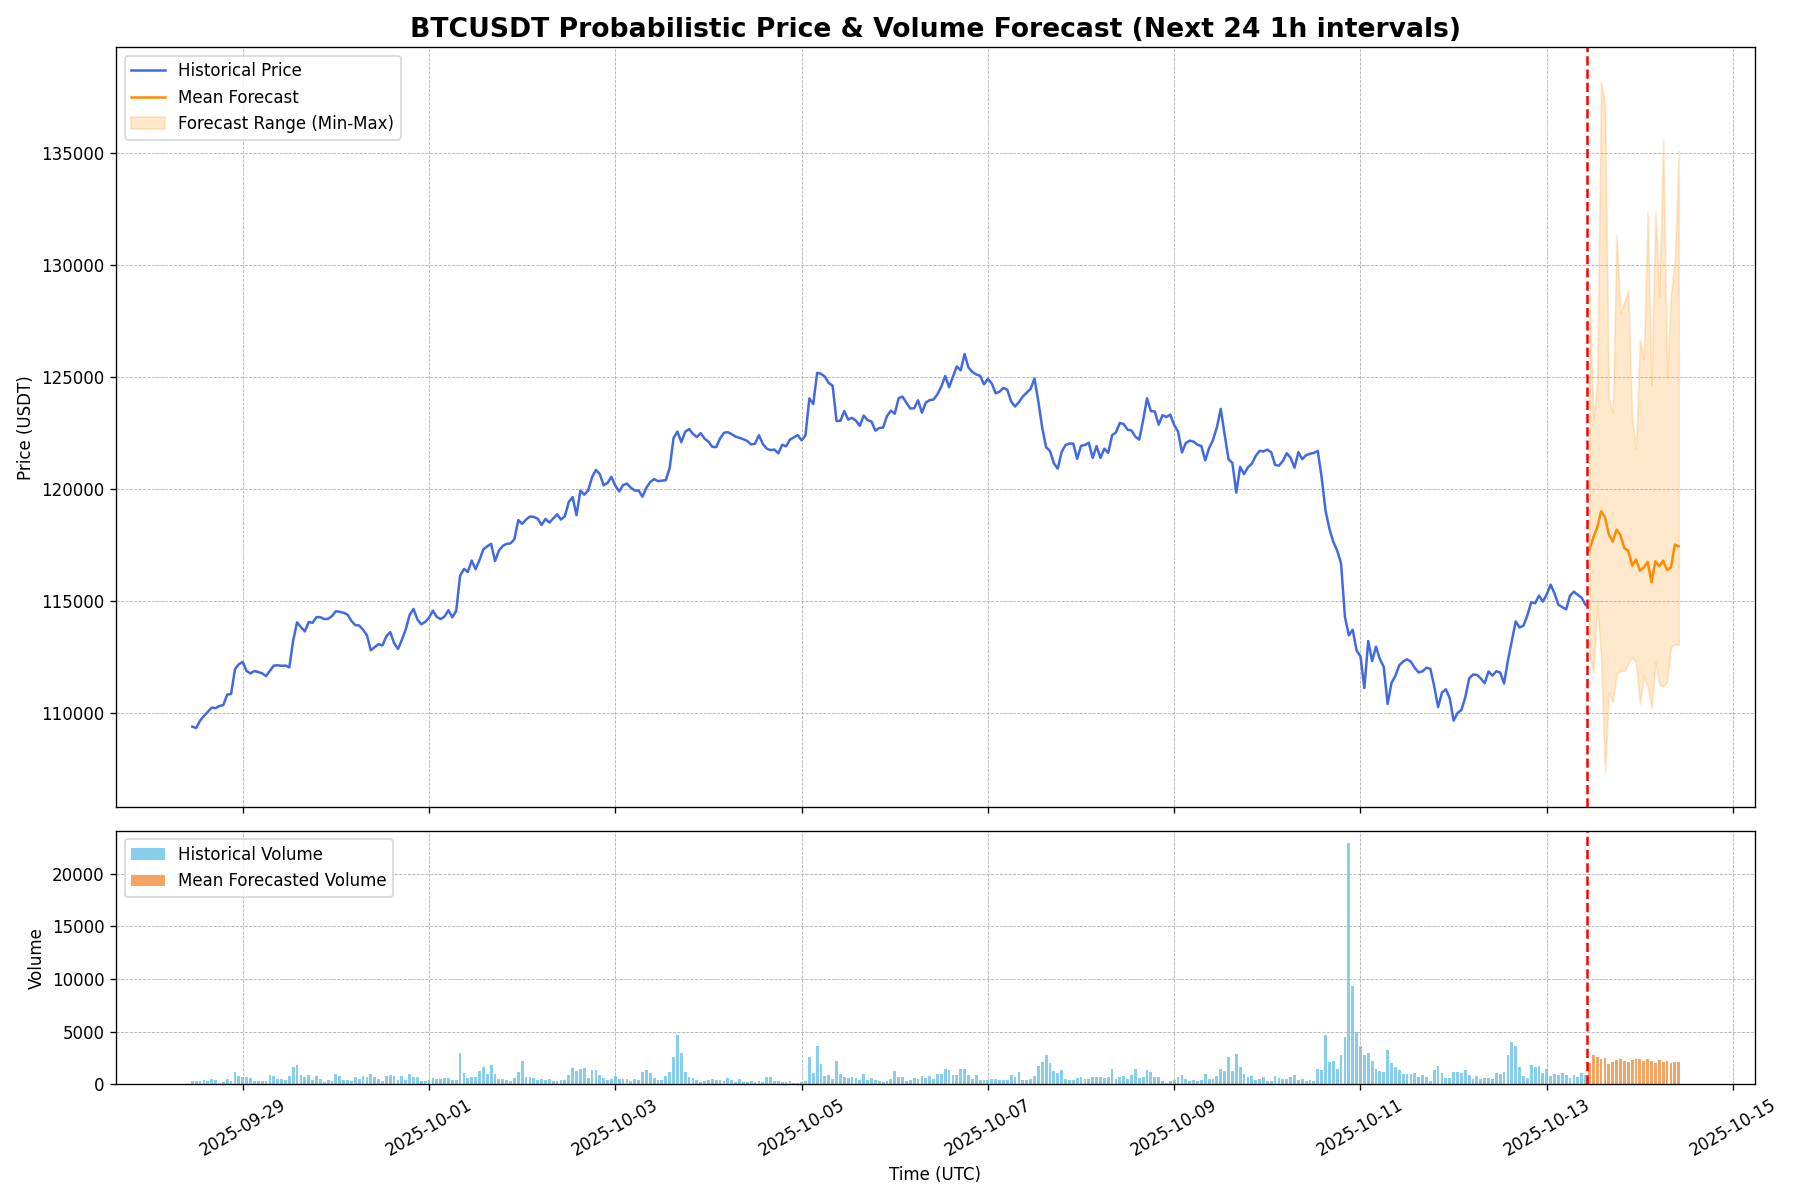 BTCUSDT Probabilistic Price & Volume Forecast (Next 24 1h intervals)
Historical Price
Mean Forecast
Forecast Range (Min-Max)
135000
130000
125000
120000
115000
110000
Price (USDT)
Historical Volume
Mean Forecasted Volume
20000
15000
10000
5000
0
Volume
2025-09-29
2025-10-01
2025-10-03
2025-10-05
2025-10-07
2025-10-09
2025-10-11
2025-10-13
2025-10-15
Time (UTC)